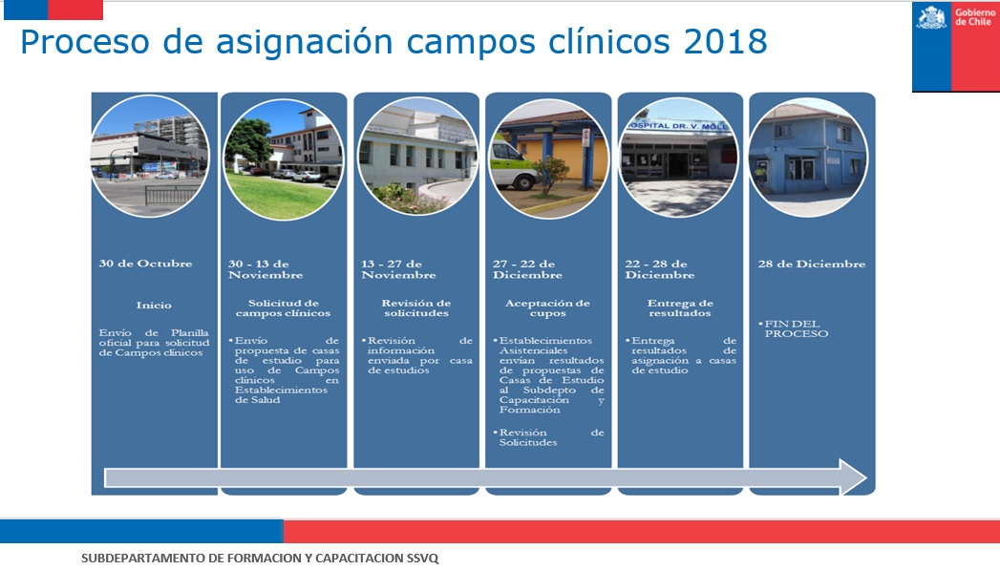 Proceso de asignación campos clínicos 2018
Gobierno
de Chile
HOSPITAL DR. V. MÖLL
30 de Octubre
Inicio
Envío de Planilla
oficial para solicitud
de Campos clínicos
30 - 13 de
Noviembre
Solicitud de
campos clínicos
•Envío de
propuesta de casas
de estudio para
uso de Campos
clínicos en
Establecimientos
de Salud
13 - 27 de
Noviembre
Revisión de
solicitudes
•Revisión de
información
enviada por casa
de estudios
27 - 22 de
Diciembre
Aceptación de
cupos
•Establecimientos
Asistenciales
envían resultados
de propuestas de
Casas de Estudio
al Subdepto de
Capacitación y
Formación
•Revisión de
Solicitudes
22 - 28 de
Diciembre
Entrega de
resultados
•Entrega de
resultados de
asignación a casas
de estudio
28 de Diciembre
•FIN DEL
PROCESO
SUBDEPARTAMENTO DE FORMACION Y CAPACITACION SSVQ